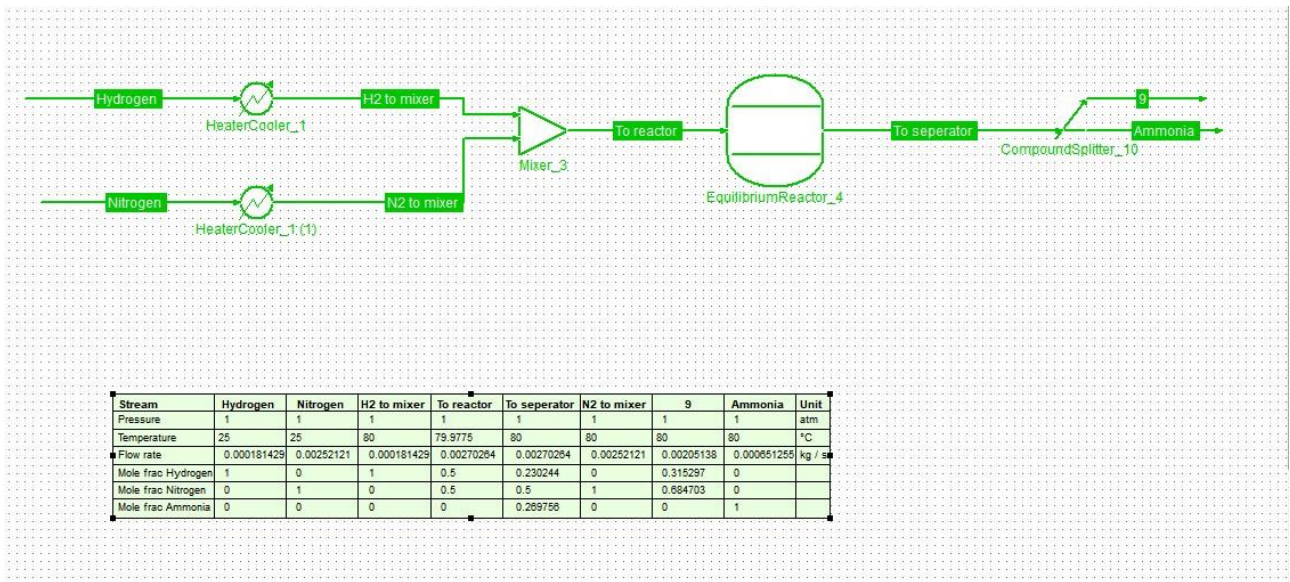 Hydrogen
H2 to mixer
HeaterCooler_1
Mixer_3
To reactor
EquilibriumReactor_4
To seperator
9
Ammonia
CompoundSplitter_10
Nitrogen
N2 to mixer
HeaterCooler_1 (1)
Stream Hydrogen Nitrogen H2 to mixer To reactor To seperator N2 to mixer 9 Ammonia Unit
Pressure 1 1 1 1 1 1 1 1 atm
Temperature 25 25 80 79.9775 80 80 80 80 °C
Flow rate 0.000181429 0.00252121 0.000181429 0.00270264 0.00270264 0.00252121 0.00205138 0.000651255 kg / s
Mole frac Hydrogen 1 0 1 0.5 0.230244 0 0.315297 0
Mole frac Nitrogen 0 1 0 0.5 0.5 1 0.684703 0
Mole frac Ammonia 0 0 0 0 0.269756 0 0 1